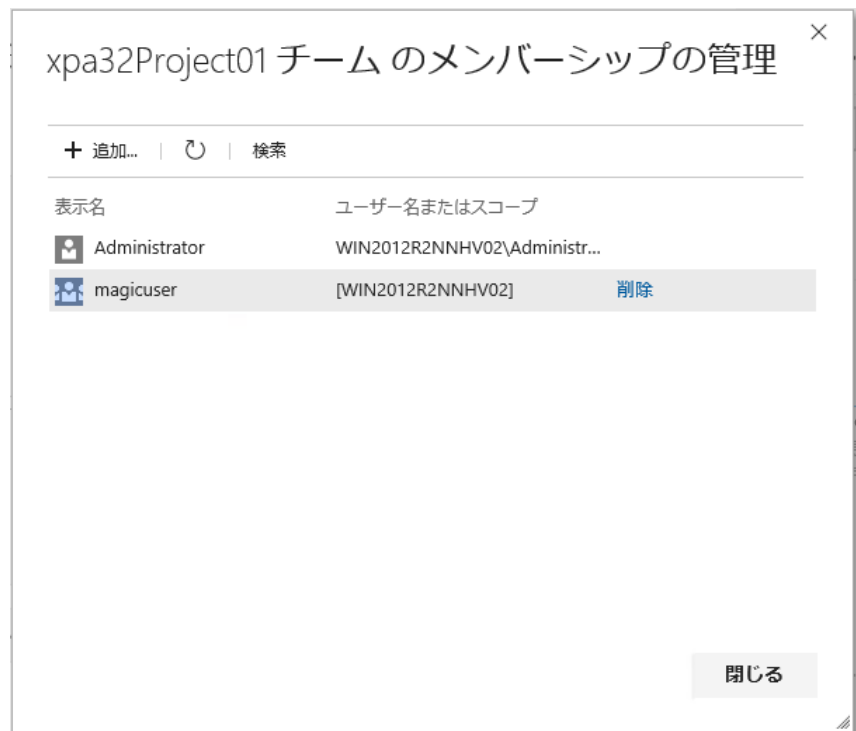 xpa32Project01 チーム のメンバーシップの管理
追加... | 検索
表示名 ユーザー名またはスコープ
Administrator WIN2012R2NNHV02\Administr...
magicuser [WIN2012R2NNHV02] 削除
閉じる